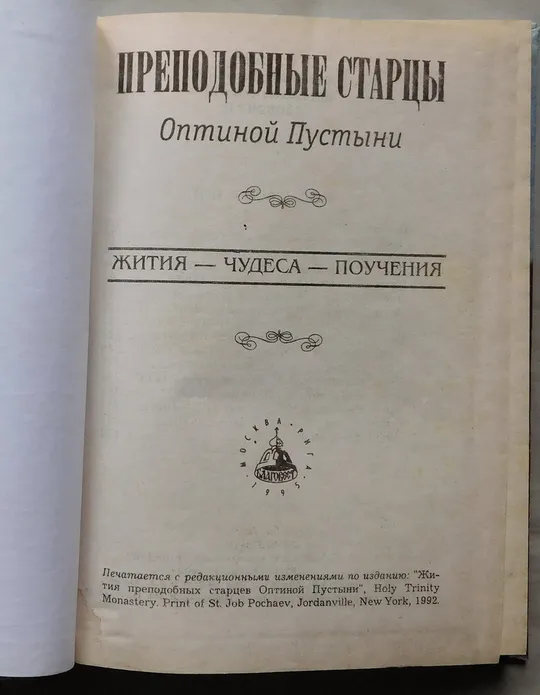 ПРЕПОДОБНЫЕ СТАРЦЫ
Оптиной Пустыни
ЖИТИЯ — ЧУДЕСА — ПОУЧЕНИЯ
МОСКВА · РИГА ·
БЛАГОВЕСТ
1995
Печатается с редакционными изменениями по изданию: "Жи-
тия преподобных старцев Оптиной Пустыни", Holy Trinity
Monastery. Print of St. Job Pochaev, Jordanville, New York, 1992.